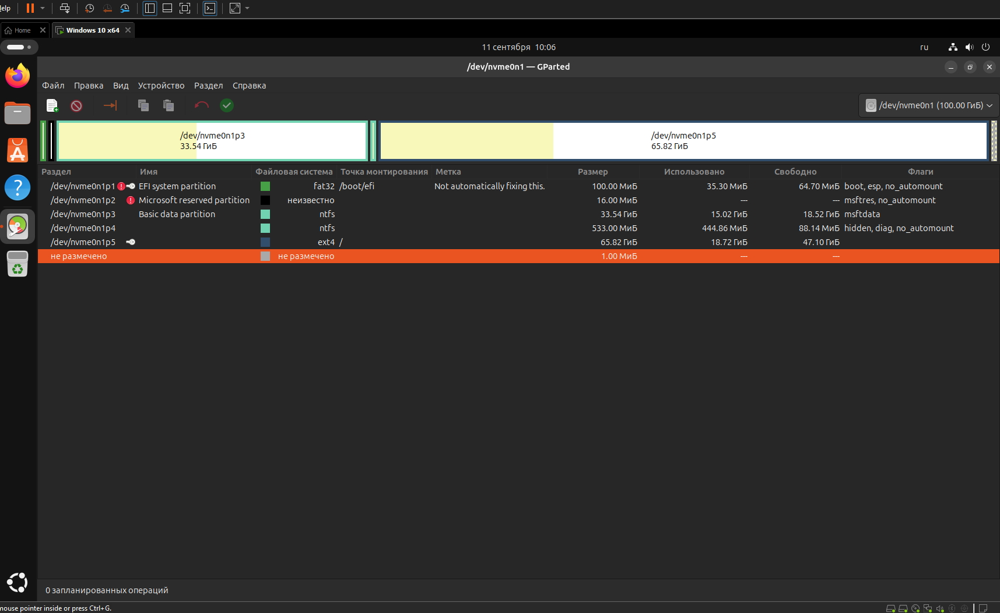 elp
Home
Windows 10 x64
11 сентября 10:06
ru
/dev/nvme0n1 — GParted
Файл Правка Вид Устройство Раздел Справка
/dev/nvme0n1 (100.00 ГиБ)
/dev/nvme0n1p3
33.54 ГиБ
/dev/nvme0n1p5
65.82 ГиБ
Раздел Имя Файловая система Точка монтирования Метка Размер Использовано Свободно Флаги
/dev/nvme0n1p1 EFI system partition fat32 /boot/efi Not automatically fixing this. 100.00 МиБ 35.30 МиБ 64.70 МиБ boot, esp, no_automount
/dev/nvme0n1p2 Microsoft reserved partition неизвестно 16.00 МиБ --- --- msftres, no_automount
/dev/nvme0n1p3 Basic data partition ntfs 33.54 ГиБ 15.02 ГиБ 18.52 ГиБ msftdata
/dev/nvme0n1p4 ntfs 533.00 МиБ 444.86 МиБ 88.14 МиБ hidden, diag, no_automount
/dev/nvme0n1p5 ext4 / 65.82 ГиБ 18.72 ГиБ 47.10 ГиБ
не размечено не размечено 1.00 МиБ --- ---
0 запланированных операций
mouse pointer inside or press Ctrl+G.